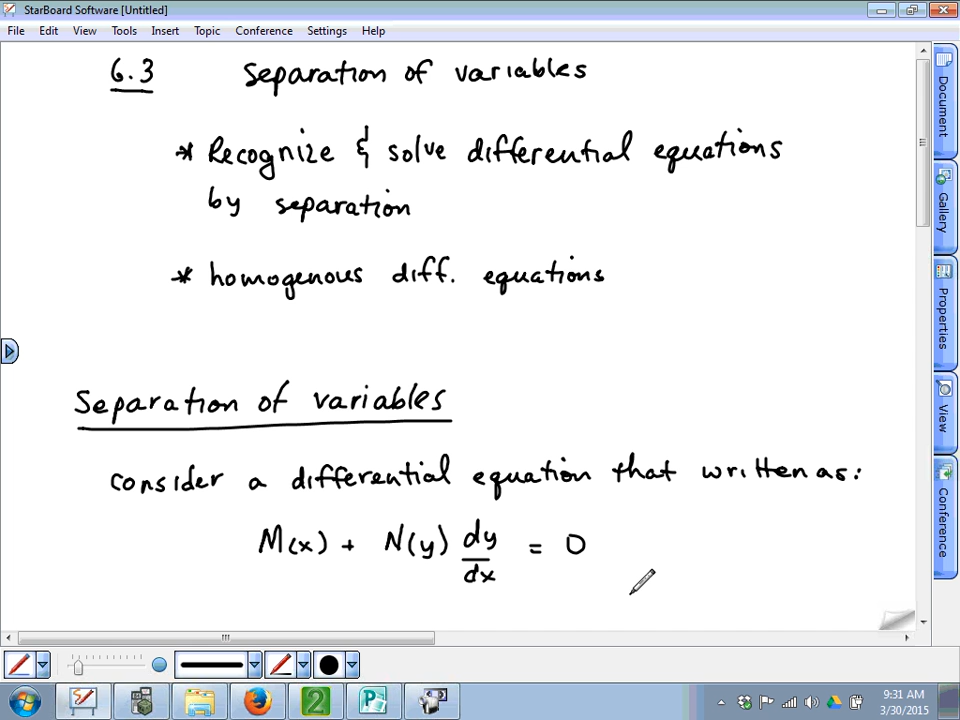 StarBoard Software [Untitled]
File Edit View Tools Insert Topic Conference Settings Help
6.3 Separation of variables
* Recognize & solve differential equations
by separation
* homogenous diff. equations
Separation of variables
consider a differential equation that written as:
M(x) + N(y) dy/dx = 0
Document
Gallery
Properties
View
Conference
9:31 AM
3/30/2015